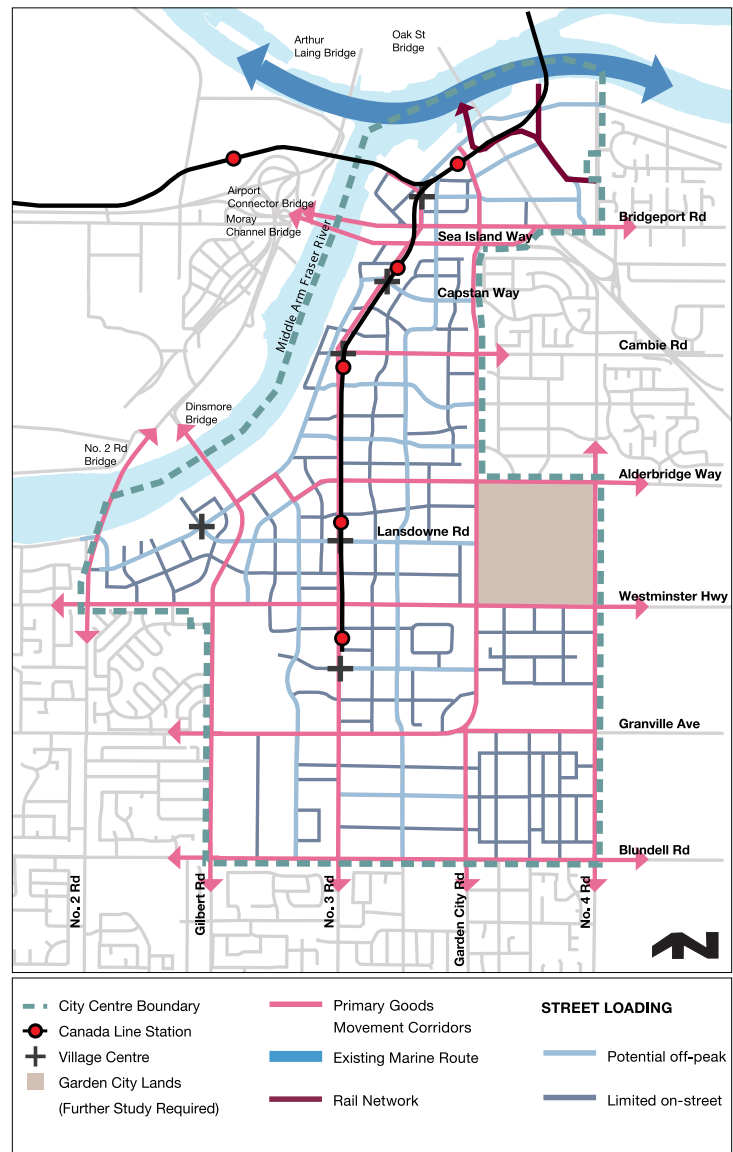 Arthur
Laing Bridge
Oak St
Bridge
Airport
Connector Bridge
Moray
Channel Bridge
Bridgeport Rd
Sea Island Way
Middle Arm Fraser River
Capstan Way
Cambie Rd
Dinsmore
Bridge
No. 2 Rd
Bridge
Alderbridge Way
Lansdowne Rd
Westminster Hwy
Granville Ave
Blundell Rd
No. 2 Rd
Gilbert Rd
No. 3 Rd
Garden City Rd
No. 4 Rd
N
City Centre Boundary
Canada Line Station
Village Centre
Garden City Lands
(Further Study Required)
Primary Goods
Movement Corridors
Existing Marine Route
Rail Network
STREET LOADING
Potential off-peak
Limited on-street